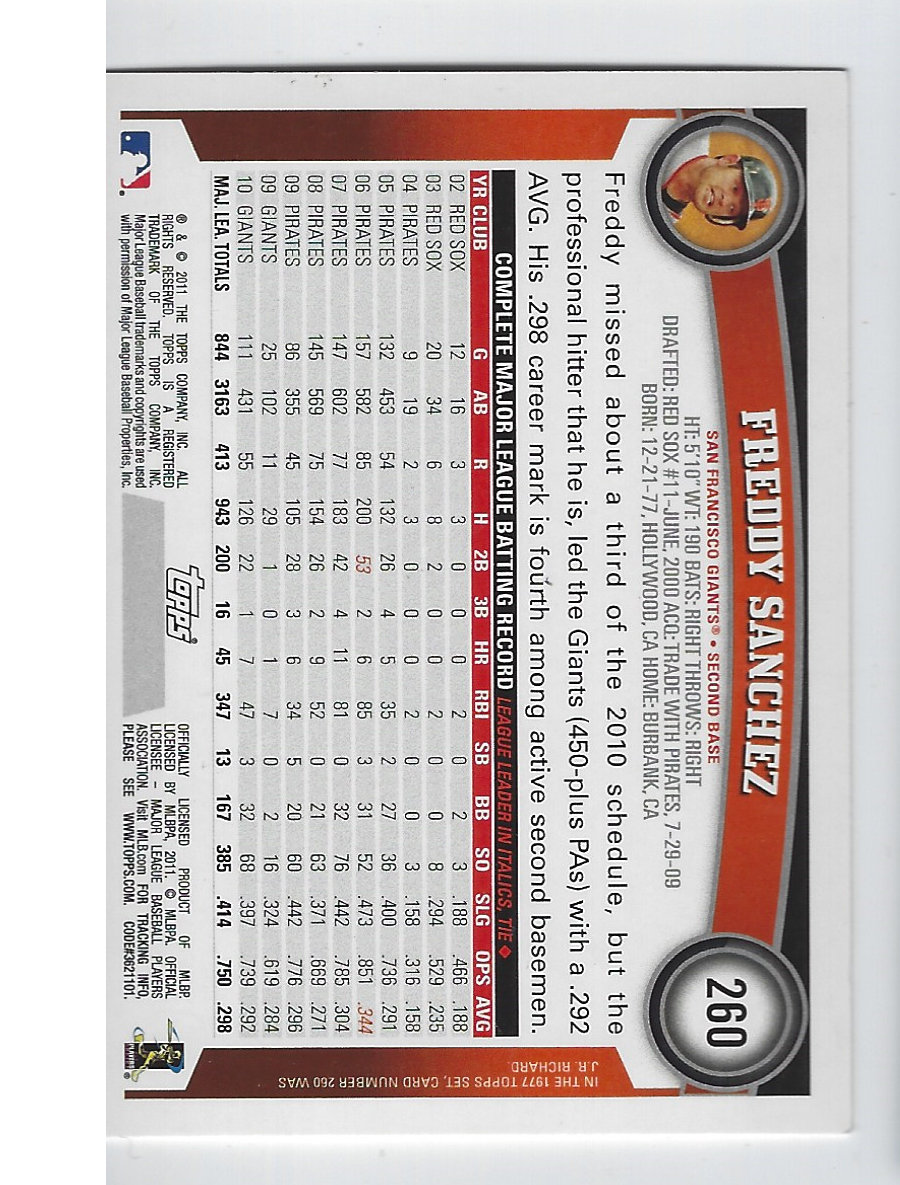 260
FREDDY SANCHEZ
SAN FRANCISCO GIANTS® • SECOND BASE
HT: 5'10" WT: 190 BATS: RIGHT THROWS: RIGHT
DRAFTED: RED SOX #11-JUNE, 2000 ACQ: TRADE WITH PIRATES, 7-29-09
BORN: 12-21-77, HOLLYWOOD, CA HOME: BURBANK, CA
Freddy missed about a third of the 2010 schedule, but the
professional hitter that he is, led the Giants (450-plus PAs) with a .292
AVG. His .298 career mark is fourth among active second basemen.
COMPLETE MAJOR LEAGUE BATTING RECORD LEAGUE LEADER IN ITALICS, TIE ♦
YR CLUB G AB R H 2B 3B HR RBI SB BB SO SLG OPS AVG
02 RED SOX 12 16 3 3 0 0 0 2 0 2 3 .188 .466 .188
03 RED SOX 20 34 6 8 2 0 0 2 0 0 8 .294 .529 .235
04 PIRATES 9 19 2 3 0 0 0 2 0 0 3 .158 .316 .158
05 PIRATES 132 453 54 132 26 4 5 35 2 27 36 .400 .736 .291
06 PIRATES 157 582 85 200 53 2 6 85 3 31 52 .473 .851 .344
07 PIRATES 147 602 77 183 42 4 11 81 0 32 76 .442 .785 .304
08 PIRATES 145 569 75 154 26 2 9 52 0 21 63 .371 .669 .271
09 PIRATES 86 355 45 105 28 3 6 34 5 20 60 .442 .776 .296
09 GIANTS 25 102 11 29 1 0 1 7 0 2 16 .324 .619 .284
10 GIANTS 111 431 55 126 22 1 7 47 3 32 68 .397 .739 .292
MAJ. LEA. TOTALS 844 3163 413 943 200 16 45 347 13 167 385 .414 .750 .298
® & © 2011 THE TOPPS COMPANY, INC. ALL
RIGHTS RESERVED. TOPPS IS A REGISTERED
TRADEMARK OF THE TOPPS COMPANY, INC.
Major League Baseball trademarks and copyrights are used
with permission of Major League Baseball Properties, Inc.
topps®
OFFICIALLY LICENSED PRODUCT OF MLBP.
LICENSED BY MLBPA, 2011. © MLBPA. OFFICIAL
LICENSEE – MAJOR LEAGUE BASEBALL PLAYERS
ASSOCIATION. Visit MLB.com FOR TRACKING INFO,
PLEASE SEE WWW.TOPPS.COM. CODE#3621101.
PLAYERS
IN THE 1977 TOPPS SET, CARD NUMBER 260 WAS
J.R. RICHARD.